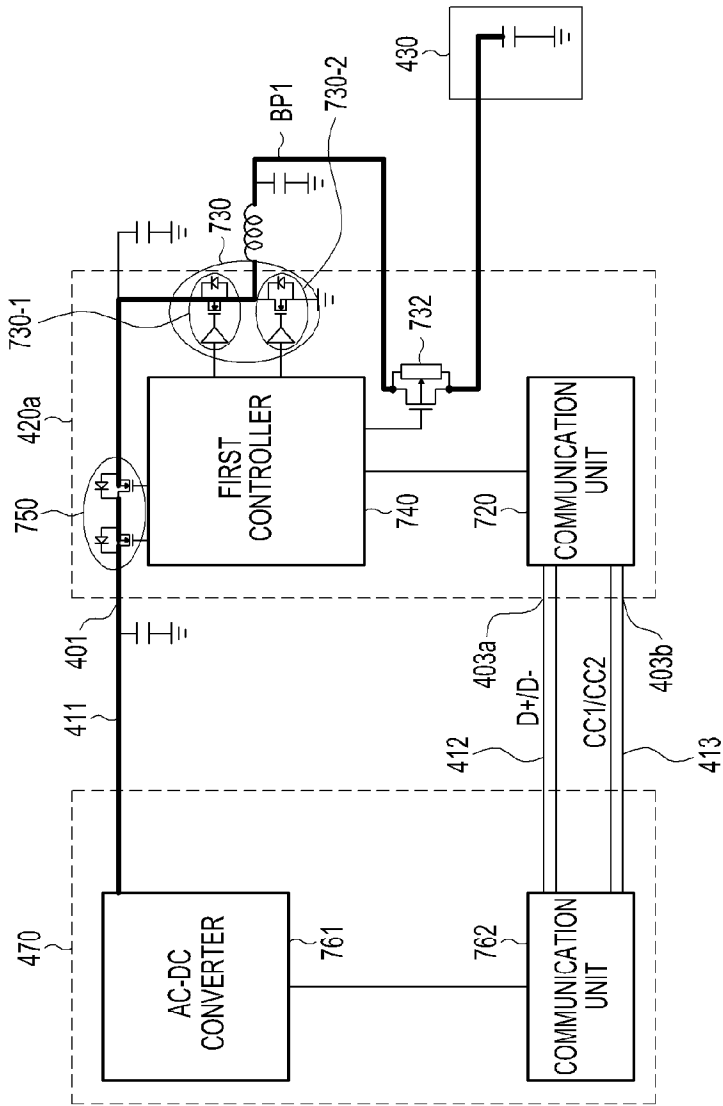 470
AC-DC
CONVERTER
761
762
COMMUNICATION
UNIT
411
401
412
D+/D-
CC1/CC2
413
403a
403b
420a
750
FIRST
CONTROLLER
740
720
COMMUNICATION
UNIT
730-1
730
730-2
732
BP1
430